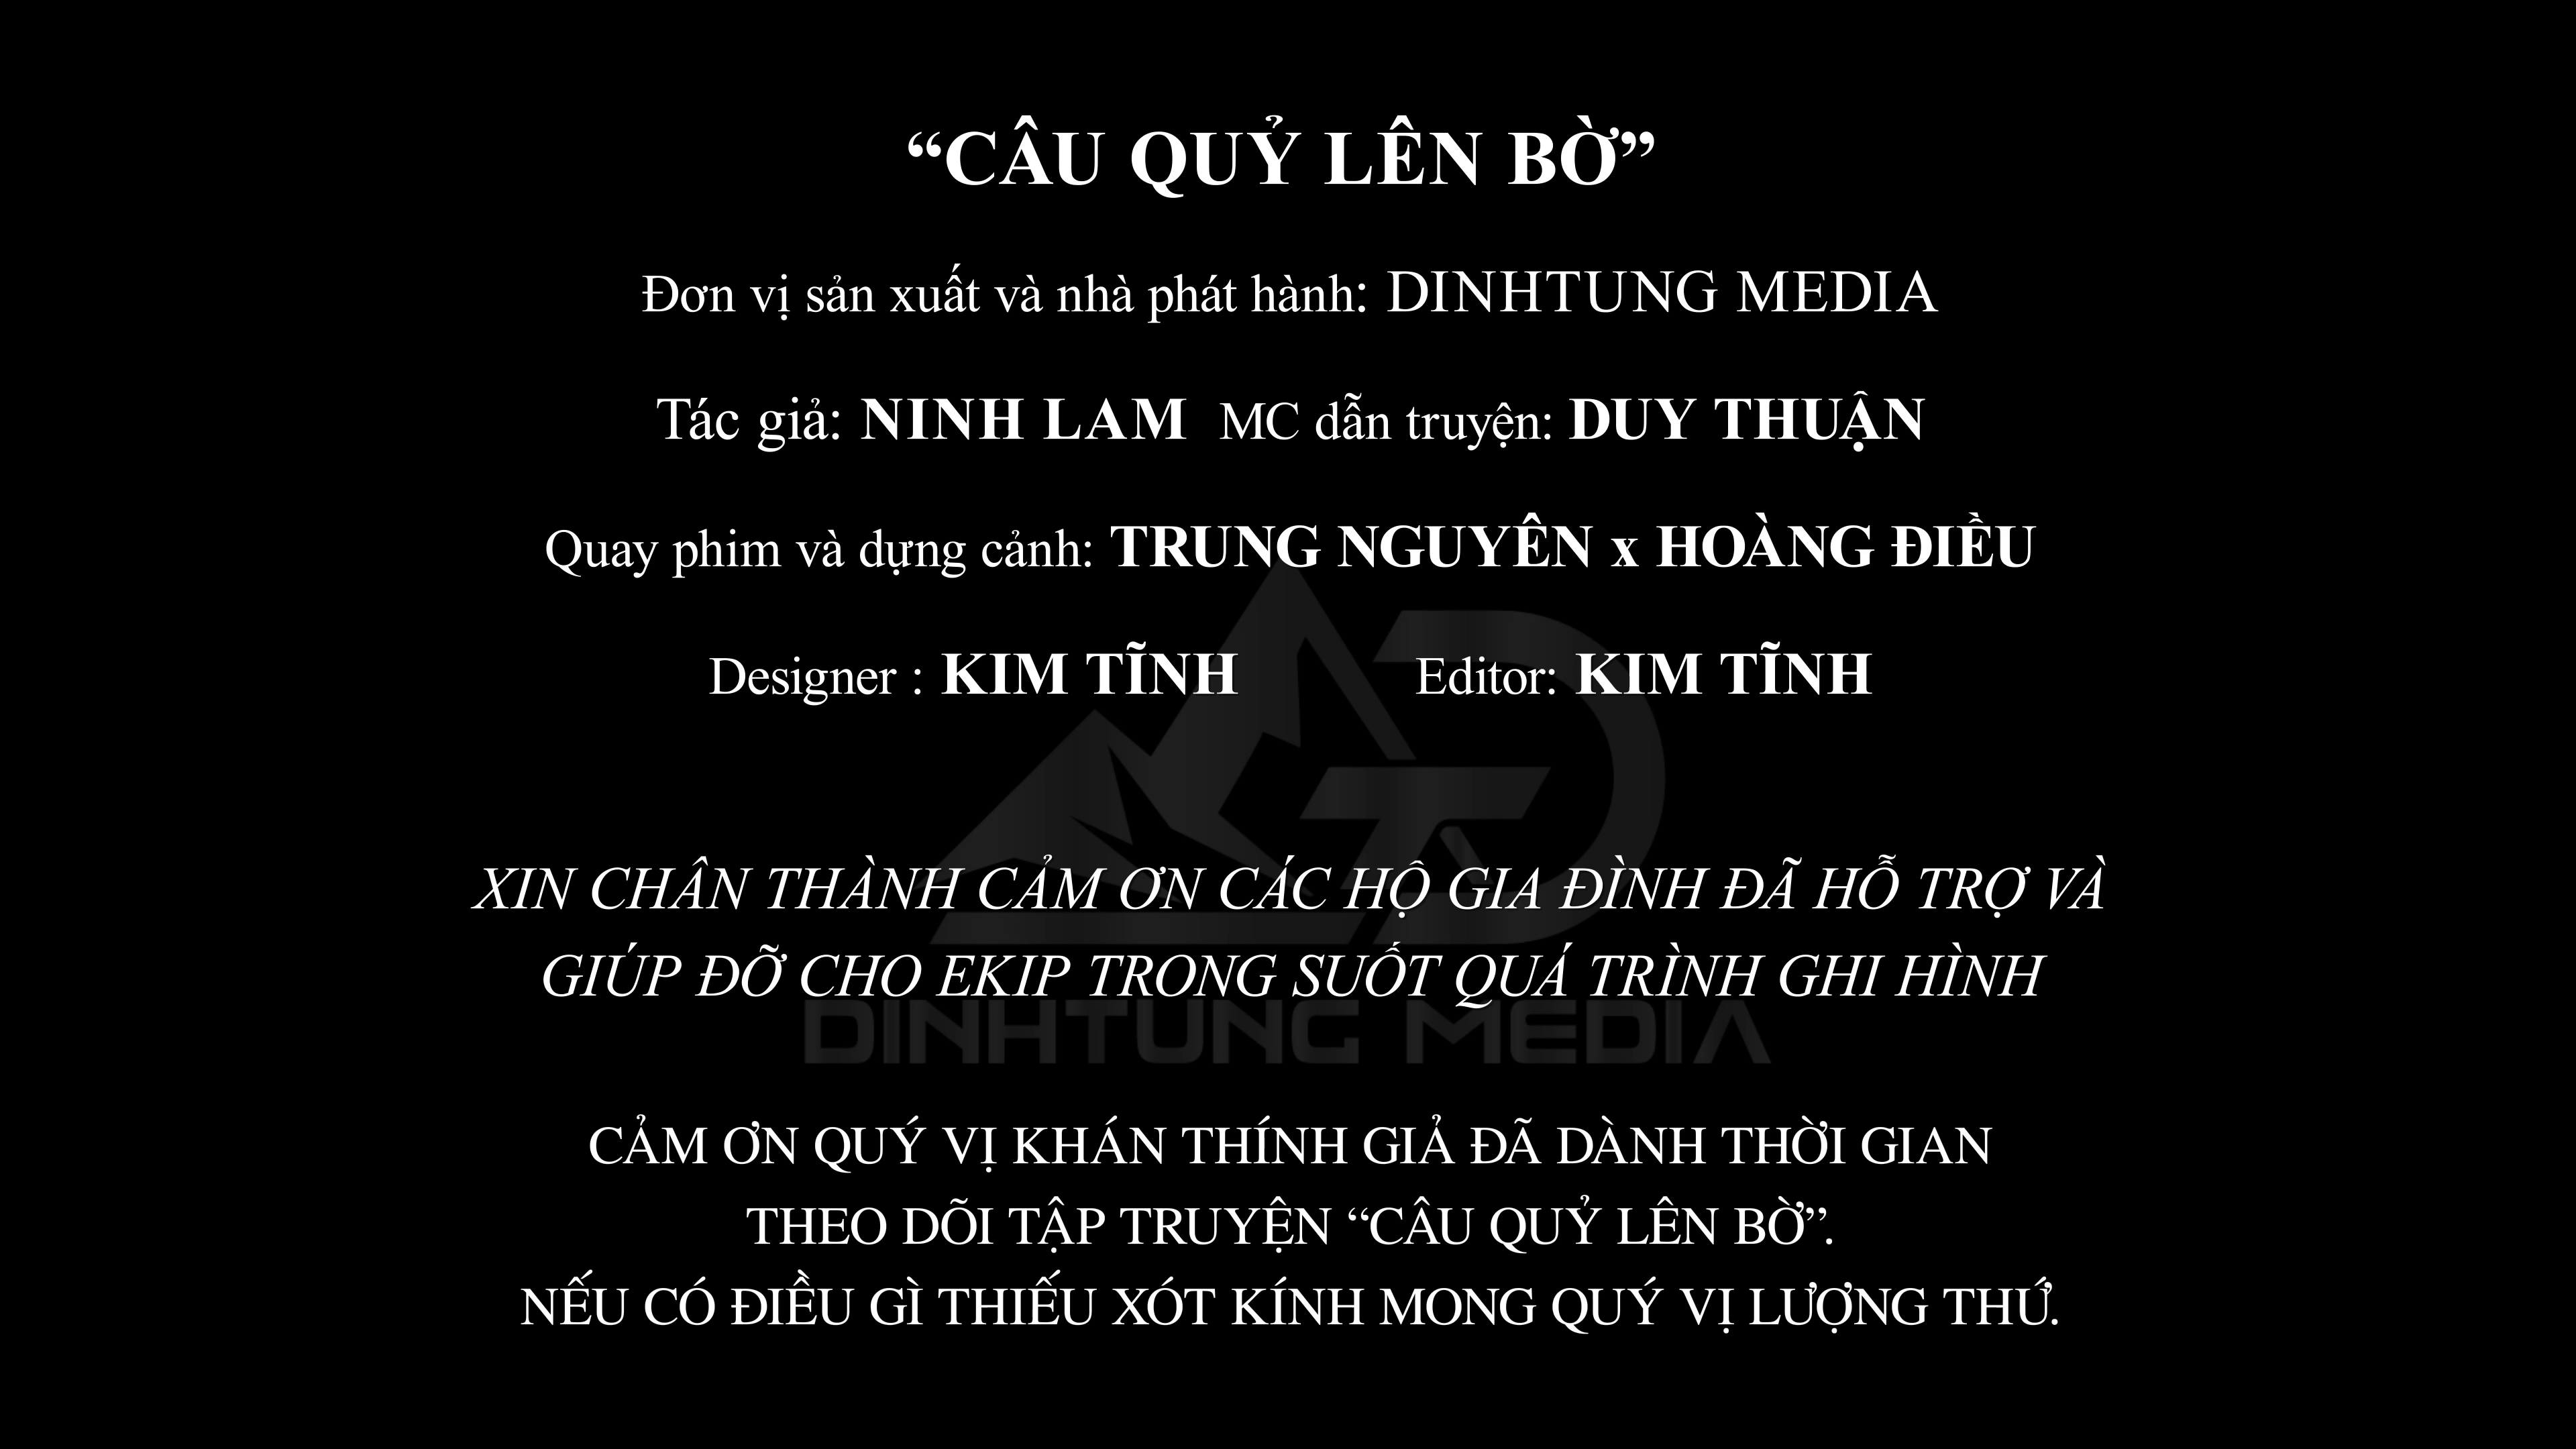 “CÂU QUỶ LÊN BỜ”
Đơn vị sản xuất và nhà phát hành: DINHTUNG MEDIA
Tác giả: NINH LAM MC dẫn truyện: DUY THUẬN
Quay phim và dựng cảnh: TRUNG NGUYÊN x HOÀNG ĐIỀU
Designer : KIM TĨNH Editor: KIM TĨNH
XIN CHÂN THÀNH CẢM ƠN CÁC HỘ GIA ĐÌNH ĐÃ HỖ TRỢ VÀ
GIÚP ĐỠ CHO EKIP TRONG SUỐT QUÁ TRÌNH GHI HÌNH
DINHTUNG MEDIA
CẢM ƠN QUÝ VỊ KHÁN THÍNH GIẢ ĐÃ DÀNH THỜI GIAN
THEO DÕI TẬP TRUYỆN “CÂU QUỶ LÊN BỜ”.
NẾU CÓ ĐIỀU GÌ THIẾU XÓT KÍNH MONG QUÝ VỊ LƯỢNG THỨ.